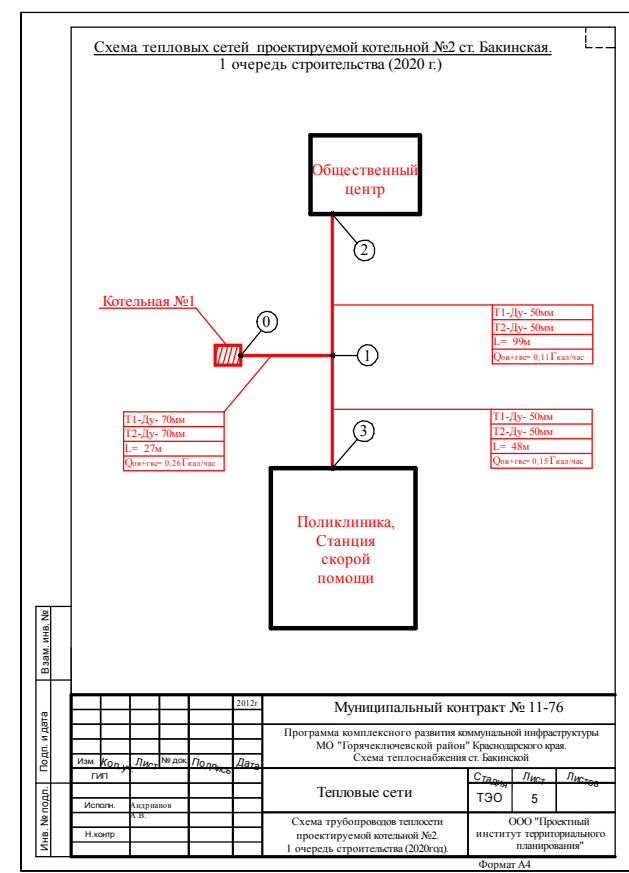 Схема тепловых сетей проектируемой котельной №2 ст. Бакинская.
1 очередь строительства (2020 г.)
Общественный
центр
2
Котельная №1
0
1
Т1-Ду- 50мм
Т2-Ду- 50мм
L= 99м
Qов+гвс= 0,11Гкал/час
Т1-Ду- 70мм
Т2-Ду- 70мм
L= 27м
Qов+гвс= 0,26Гкал/час
3
Т1-Ду- 50мм
Т2-Ду- 50мм
L= 48м
Qов+гвс= 0,15Гкал/час
Поликлиника,
Станция
скорой
помощи
Взам. инв. №
Подп. и дата
Инв. № подл.
2012г
Муниципальный контракт № 11-76
Программа комплексного развития коммунальной инфраструктуры
МО "Горячеключевской район" Краснодарского края.
Схема теплоснабжения ст. Бакинской
Изм. Кол.уч. Лист № док. Подпись Дата
ГИП
Исполн. Андрианов
А.В.
Н.контр
Тепловые сети
Стадия Лист Листов
ТЭО 5
Схема трубопроводов теплосети
проектируемой котельной №2.
1 очередь строительства (2020год).
ООО "Проектный
институт территориального
планирования"
Формат А4